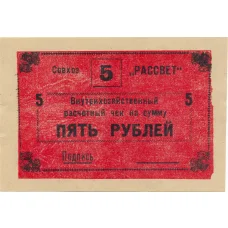 Совхоз 5 "РАССВЕТ"
5 Внутрихозяйственный 5
расчетный чек на сумму
ПЯТЬ РУБЛЕЙ
Подпись